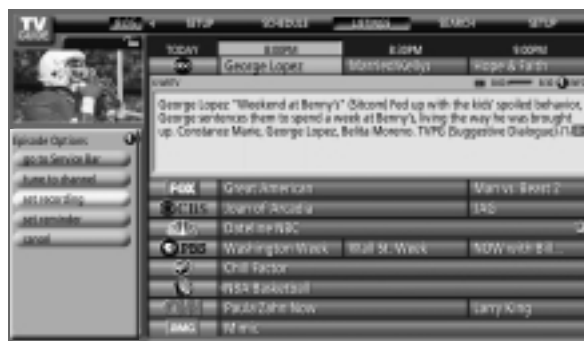 TV
GUIDE
SETUP SCHEDULE LISTINGS SEARCH SETUP
TODAY 8:00PM 8:30PM 9:00PM
abc George Lopez Married/Kellys Hope & Faith
George Lopez "Weekend at Benny's" (Sitcom) Fed up with the kids' spoiled behavior,
George sentences them to spend a week at Benny's, living the way he was brought
up. Constance Marie, George Lopez, Belita Moreno. TVPG (Suggestive Dialogue)
Episode Options
go to Service Bar
tune to channel
set recording
set reminder
cancel
FOX Great American Man vs. Beast 2
CBS Joan of Arcadia JAG
Dateline NBC
PBS Washington Week Wall St. Week NOW with Bill...
Chill Factor
NBA Basketball
Paula Zahn Now Larry King
AMC Mimic